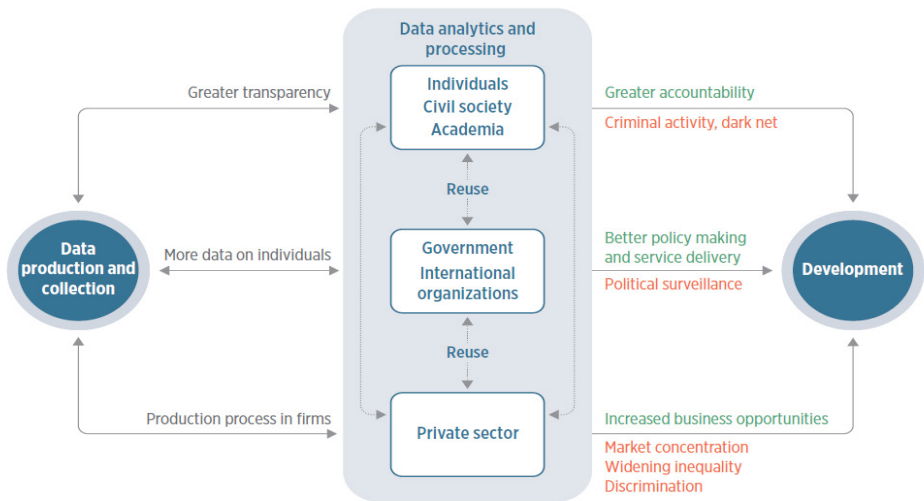 Data analytics and
processing
Individuals
Civil society
Academia
Greater transparency
Greater accountability
Criminal activity, dark net
Reuse
Data
production and
collection
More data on individuals
Government
International
organizations
Better policy making
and service delivery
Political surveillance
Development
Reuse
Production process in firms
Private sector
Increased business opportunities
Market concentration
Widening inequality
Discrimination